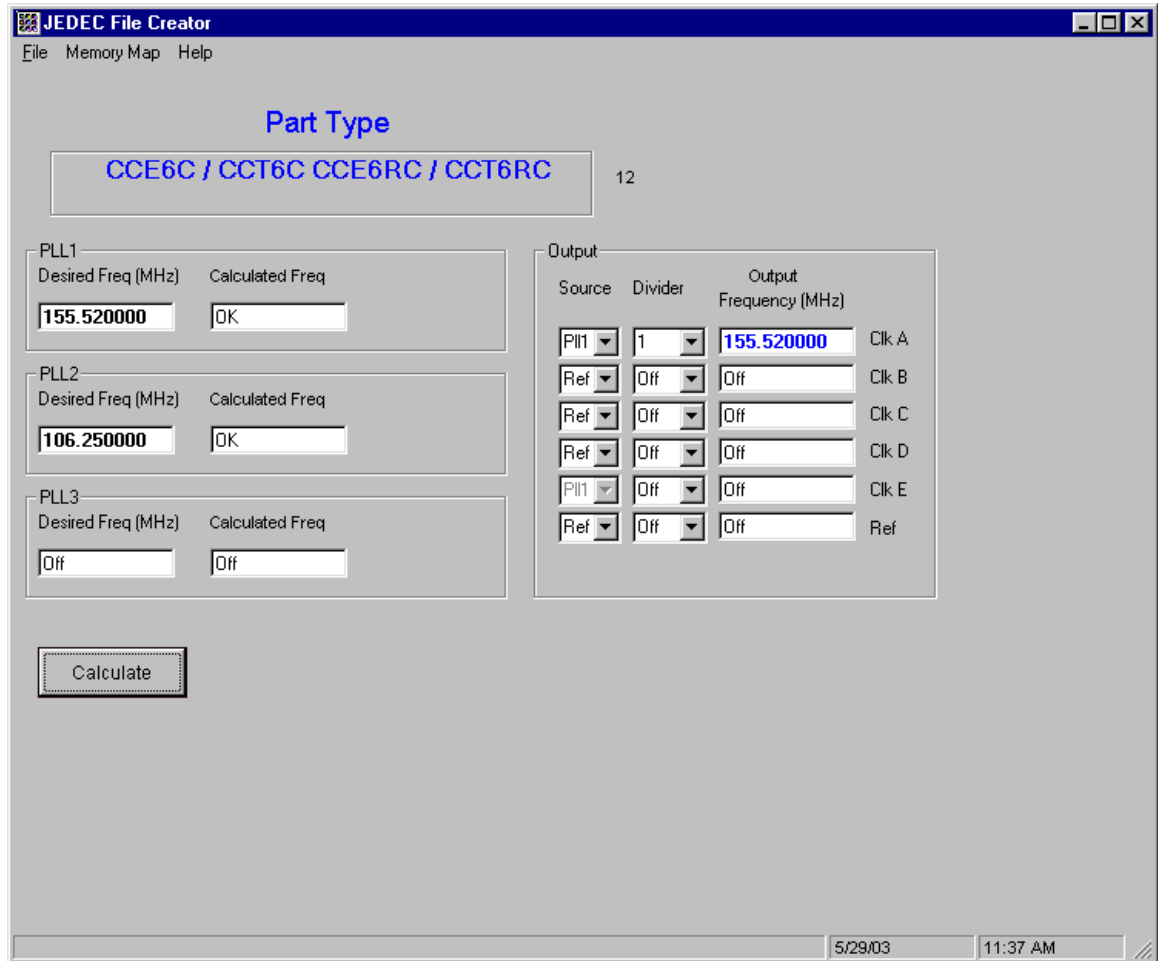 JEDEC File Creator
File Memory Map Help
Part Type
CCE6C / CCT6C CCE6RC / CCT6RC
12
PLL1
Desired Freq (MHz) Calculated Freq
155.520000 OK
PLL2
Desired Freq (MHz) Calculated Freq
106.250000 OK
PLL3
Desired Freq (MHz) Calculated Freq
Off Off
Output
Source Divider Output Frequency (MHz)
Pll1 1 155.520000 Clk A
Ref Off Off Clk B
Ref Off Off Clk C
Ref Off Off Clk D
Pll1 Off Off Clk E
Ref Off Off Ref
Calculate
5/29/03 11:37 AM